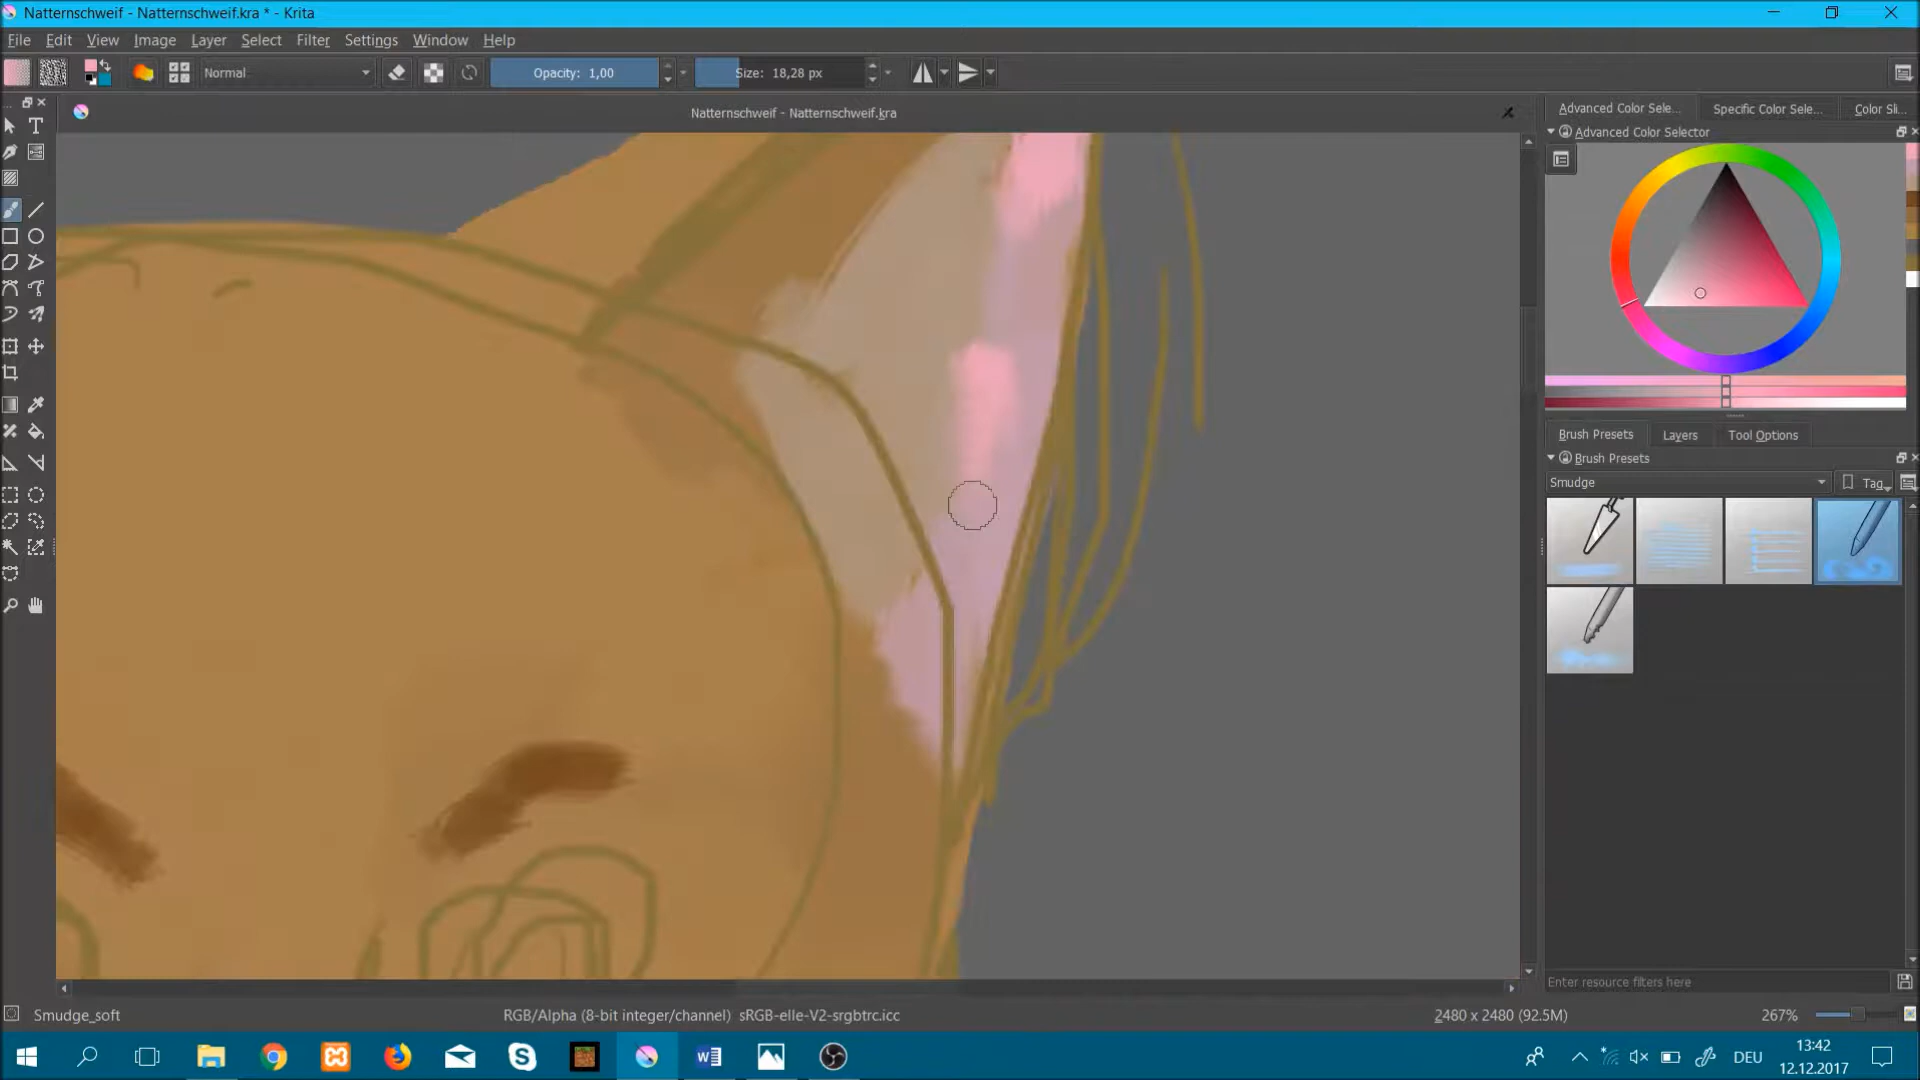 Natternschweif - Natternschweif.kra * - Krita
File Edit View Image Layer Select Filter Settings Window Help
Normal Opacity: 1,00 Size: 18,28 px
Natternschweif - Natternschweif.kra
Advanced Color Sele... Specific Color Sele... Color Sli...
Advanced Color Selector
Brush Presets Layers Tool Options
Brush Presets
Smudge Tag
Enter resource filters here
Smudge_soft RGB/Alpha (8-bit integer/channel) sRGB-elle-V2-srgbtrc.icc 2480 x 2480 (92.5M) 267%
DEU 13:42
12.12.2017